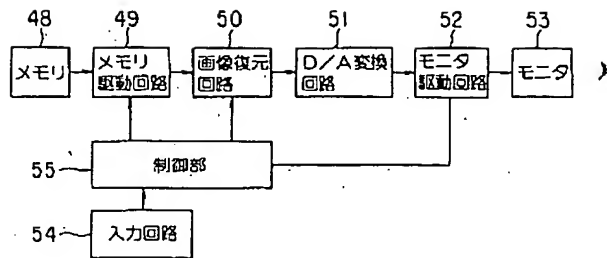 48 49 50 51 52 53
メモリ
メモリ
駆動回路
画像復元
回路
D/A変換
回路
モニタ
駆動回路
モニタ
55
制御部
54
入力回路